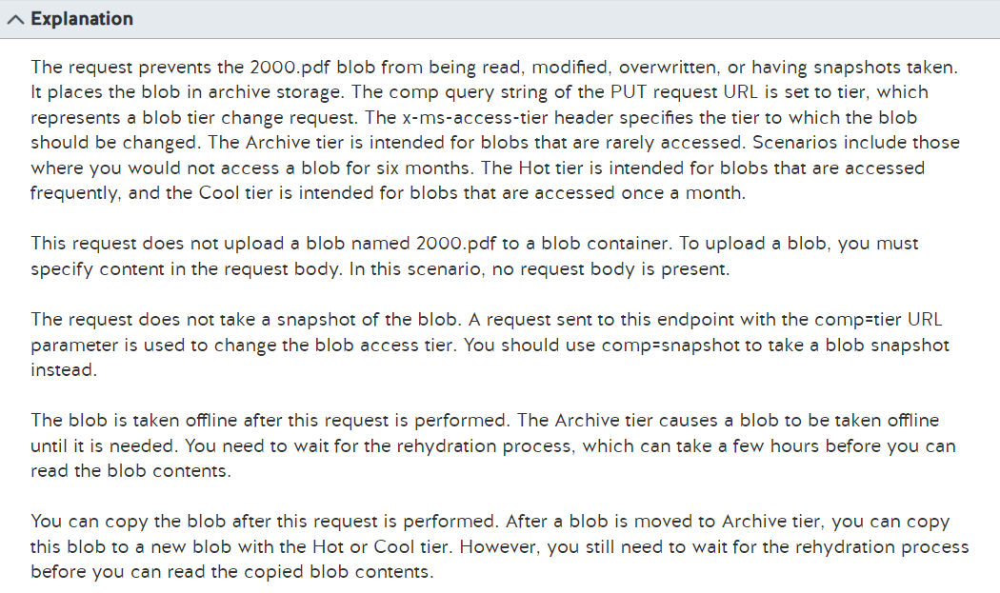 Explanation
The request prevents the 2000.pdf blob from being read, modified, overwritten, or having snapshots taken.
It places the blob in archive storage. The comp query string of the PUT request URL is set to tier, which
represents a blob tier change request. The x-ms-access-tier header specifies the tier to which the blob
should be changed. The Archive tier is intended for blobs that are rarely accessed. Scenarios include those
where you would not access a blob for six months. The Hot tier is intended for blobs that are accessed
frequently, and the Cool tier is intended for blobs that are accessed once a month.
This request does not upload a blob named 2000.pdf to a blob container. To upload a blob, you must
specify content in the request body. In this scenario, no request body is present.
The request does not take a snapshot of the blob. A request sent to this endpoint with the comp=tier URL
parameter is used to change the blob access tier. You should use comp=snapshot to take a blob snapshot
instead.
The blob is taken offline after this request is performed. The Archive tier causes a blob to be taken offline
until it is needed. You need to wait for the rehydration process, which can take a few hours before you can
read the blob contents.
You can copy the blob after this request is performed. After a blob is moved to Archive tier, you can copy
this blob to a new blob with the Hot or Cool tier. However, you still need to wait for the rehydration process
before you can read the copied blob contents.